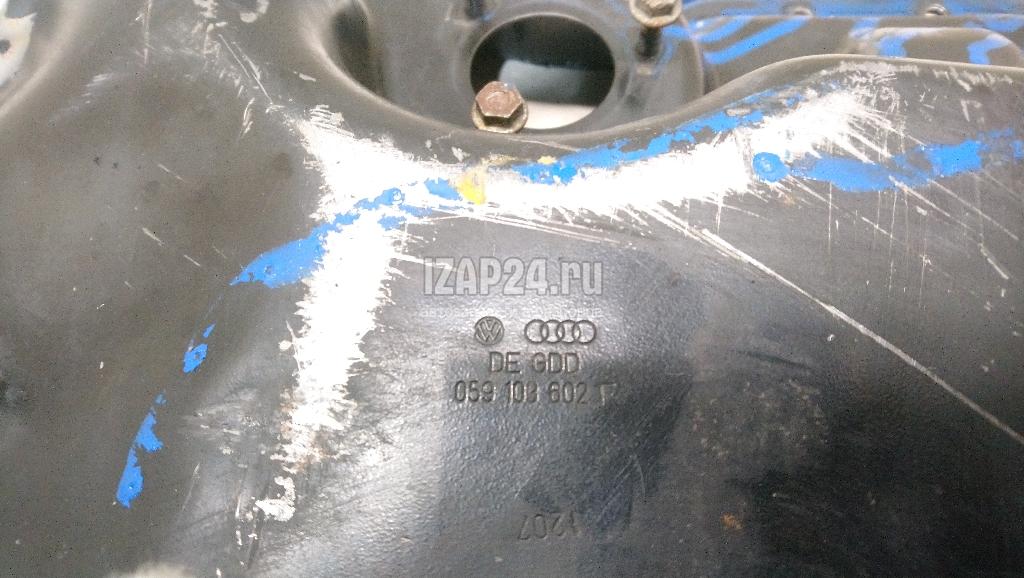 IZAP24.ru
DE GDD
059 103 602
1207